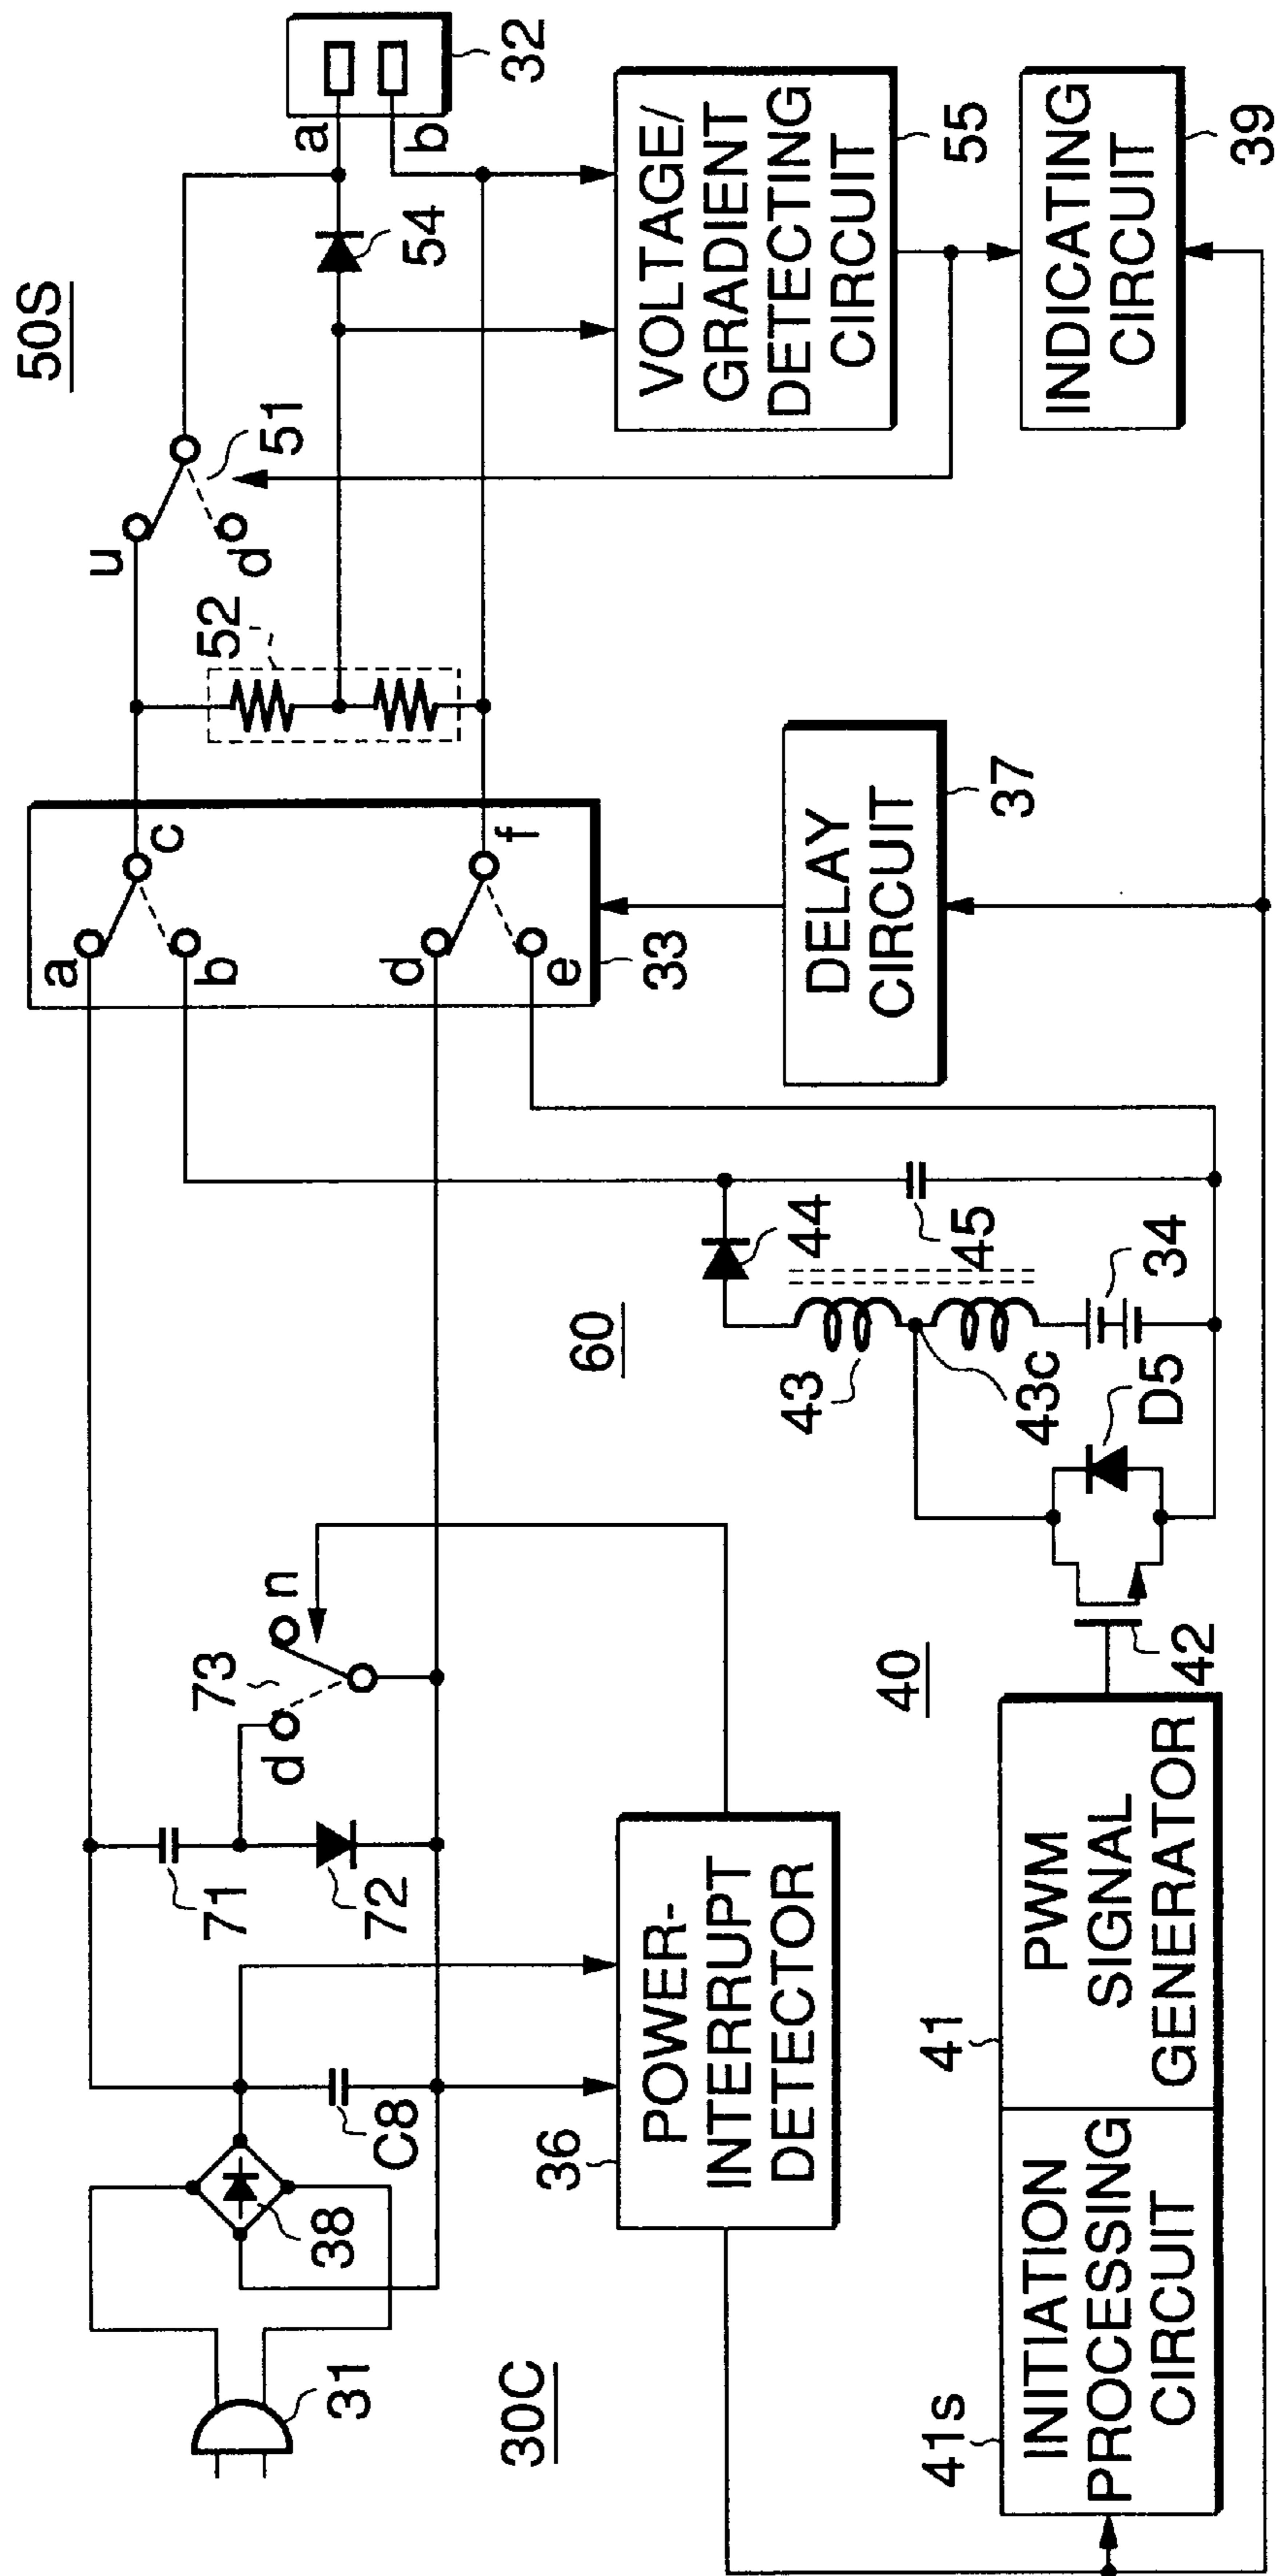 50S
a
b
32
54
51
u
d
52
VOLTAGE/
GRADIENT
DETECTING
CIRCUIT
55
INDICATING
CIRCUIT
39
a
b
c
d
e
f
33
DELAY
CIRCUIT
37
60
44
45
43
43c
34
D5
n
73
d
71
72
38
C8
31
30C
36
POWER-
INTERRUPT
DETECTOR
40
42
41
PWM
SIGNAL
GENERATOR
41s
INITIATION
PROCESSING
CIRCUIT